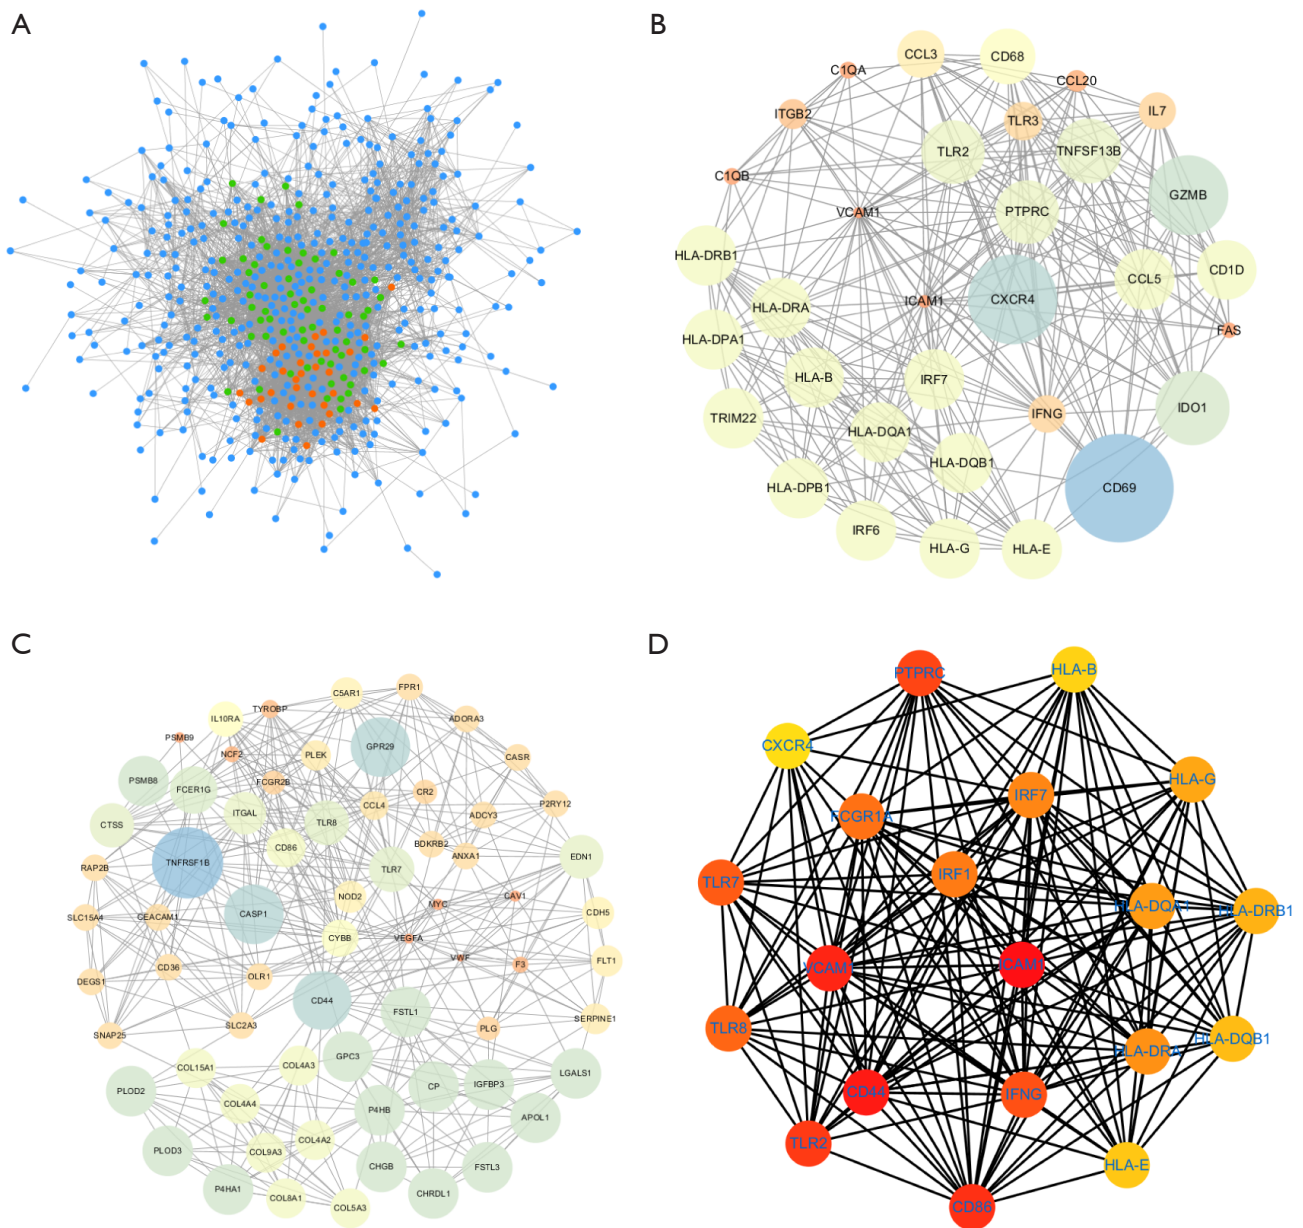 A
B
CCL3
CD68
C1QA
CCL20
ITGB2
TLR3
IL7
TLR2
TNFSF13B
C1QB
GZMB
VCAM1
PTPRC
HLA-DRB1
CCL5
CD1D
HLA-DRA
ICAM1
CXCR4
HLA-DPA1
FAS
HLA-B
IRF7
TRIM22
IFNG
IDO1
HLA-DQA1
HLA-DQB1
HLA-DPB1
CD69
IRF6
HLA-G
HLA-E
C
C5AR1
FPR1
TYROBP
IL10RA
ADORA3
PSMB9
NCF2
PLEK
GPR29
CASR
PSMB8
FCER1G
FCGR2B
CR2
P2RY12
CTSS
ITGAL
TLR8
CCL4
ADCY3
CD86
BDKRB2
ANXA1
EDN1
RAP2B
TNFRSF1B
TLR7
NOD2
CAV1
MYC
SLC15A4
CEACAM1
CASP1
CDH5
CYBB
VEGFA
VWF
F3
FLT1
CD36
OLR1
DEGS1
CD44
FSTL1
SERPINE1
SNAP25
SLC2A3
PLG
COL15A1
COL4A3
GPC3
PLOD2
CP
IGFBP3
LGALS1
COL4A4
P4HB
APOL1
COL4A2
PLOD3
COL9A3
CHGB
FSTL3
P4HA1
COL8A1
COL5A3
CHRDL1
D
PTPRC
HLA-B
CXCR4
HLA-G
IRF7
FCGR1A
TLR7
IRF1
HLA-DQA1
HLA-DRB1
VCAM1
ICAM1
TLR8
HLA-DQB1
HLA-DRA
CD44
IFNG
TLR2
HLA-E
CD86